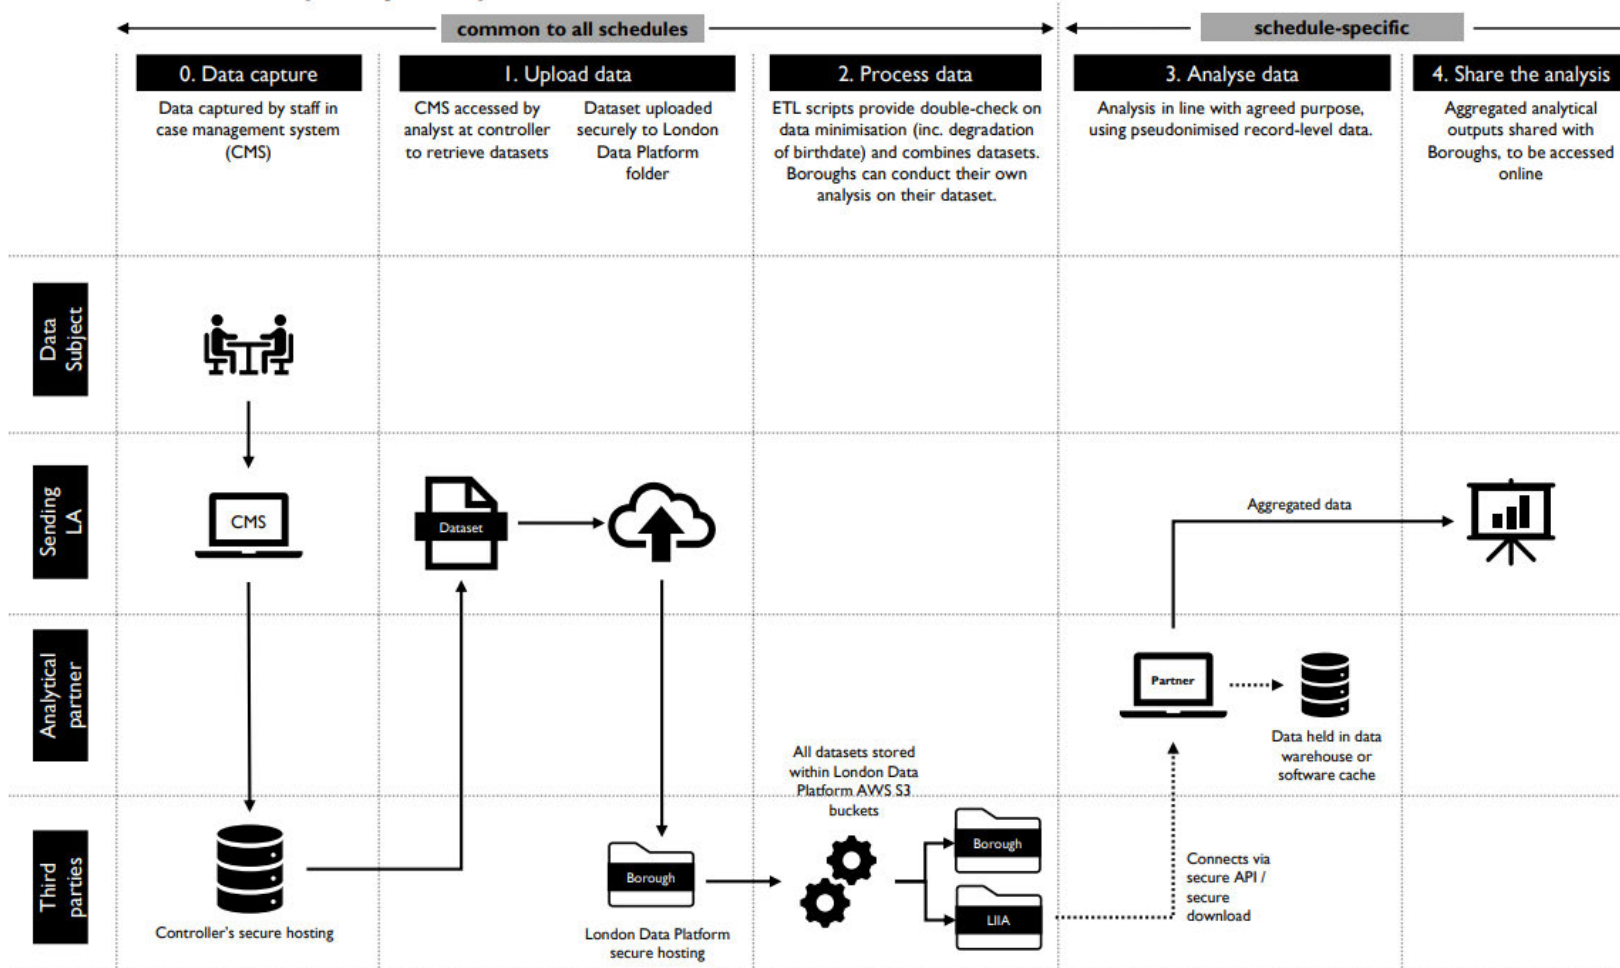 common to all schedules
schedule-specific
0. Data capture
1. Upload data
2. Process data
3. Analyse data
4. Share the analysis
Data captured by staff in
case management system
(CMS)
CMS accessed by
analyst at controller
to retrieve datasets
Dataset uploaded
securely to London
Data Platform
folder
ETL scripts provide double-check on
data minimisation (inc. degradation
of birthdate) and combines datasets.
Boroughs can conduct their own
analysis on their dataset.
Analysis in line with agreed purpose,
using pseudonimised record-level data.
Aggregated analytical
outputs shared with
Boroughs, to be accessed
online
Data
Subject
Sending
LA
CMS
Dataset
Aggregated data
Analytical
partner
Partner
Data held in data
warehouse or
software cache
All datasets stored
within London Data
Platform AWS S3
buckets
Third
parties
Controller's secure hosting
Borough
London Data Platform
secure hosting
Borough
LIIA
Connects via
secure API /
secure
download